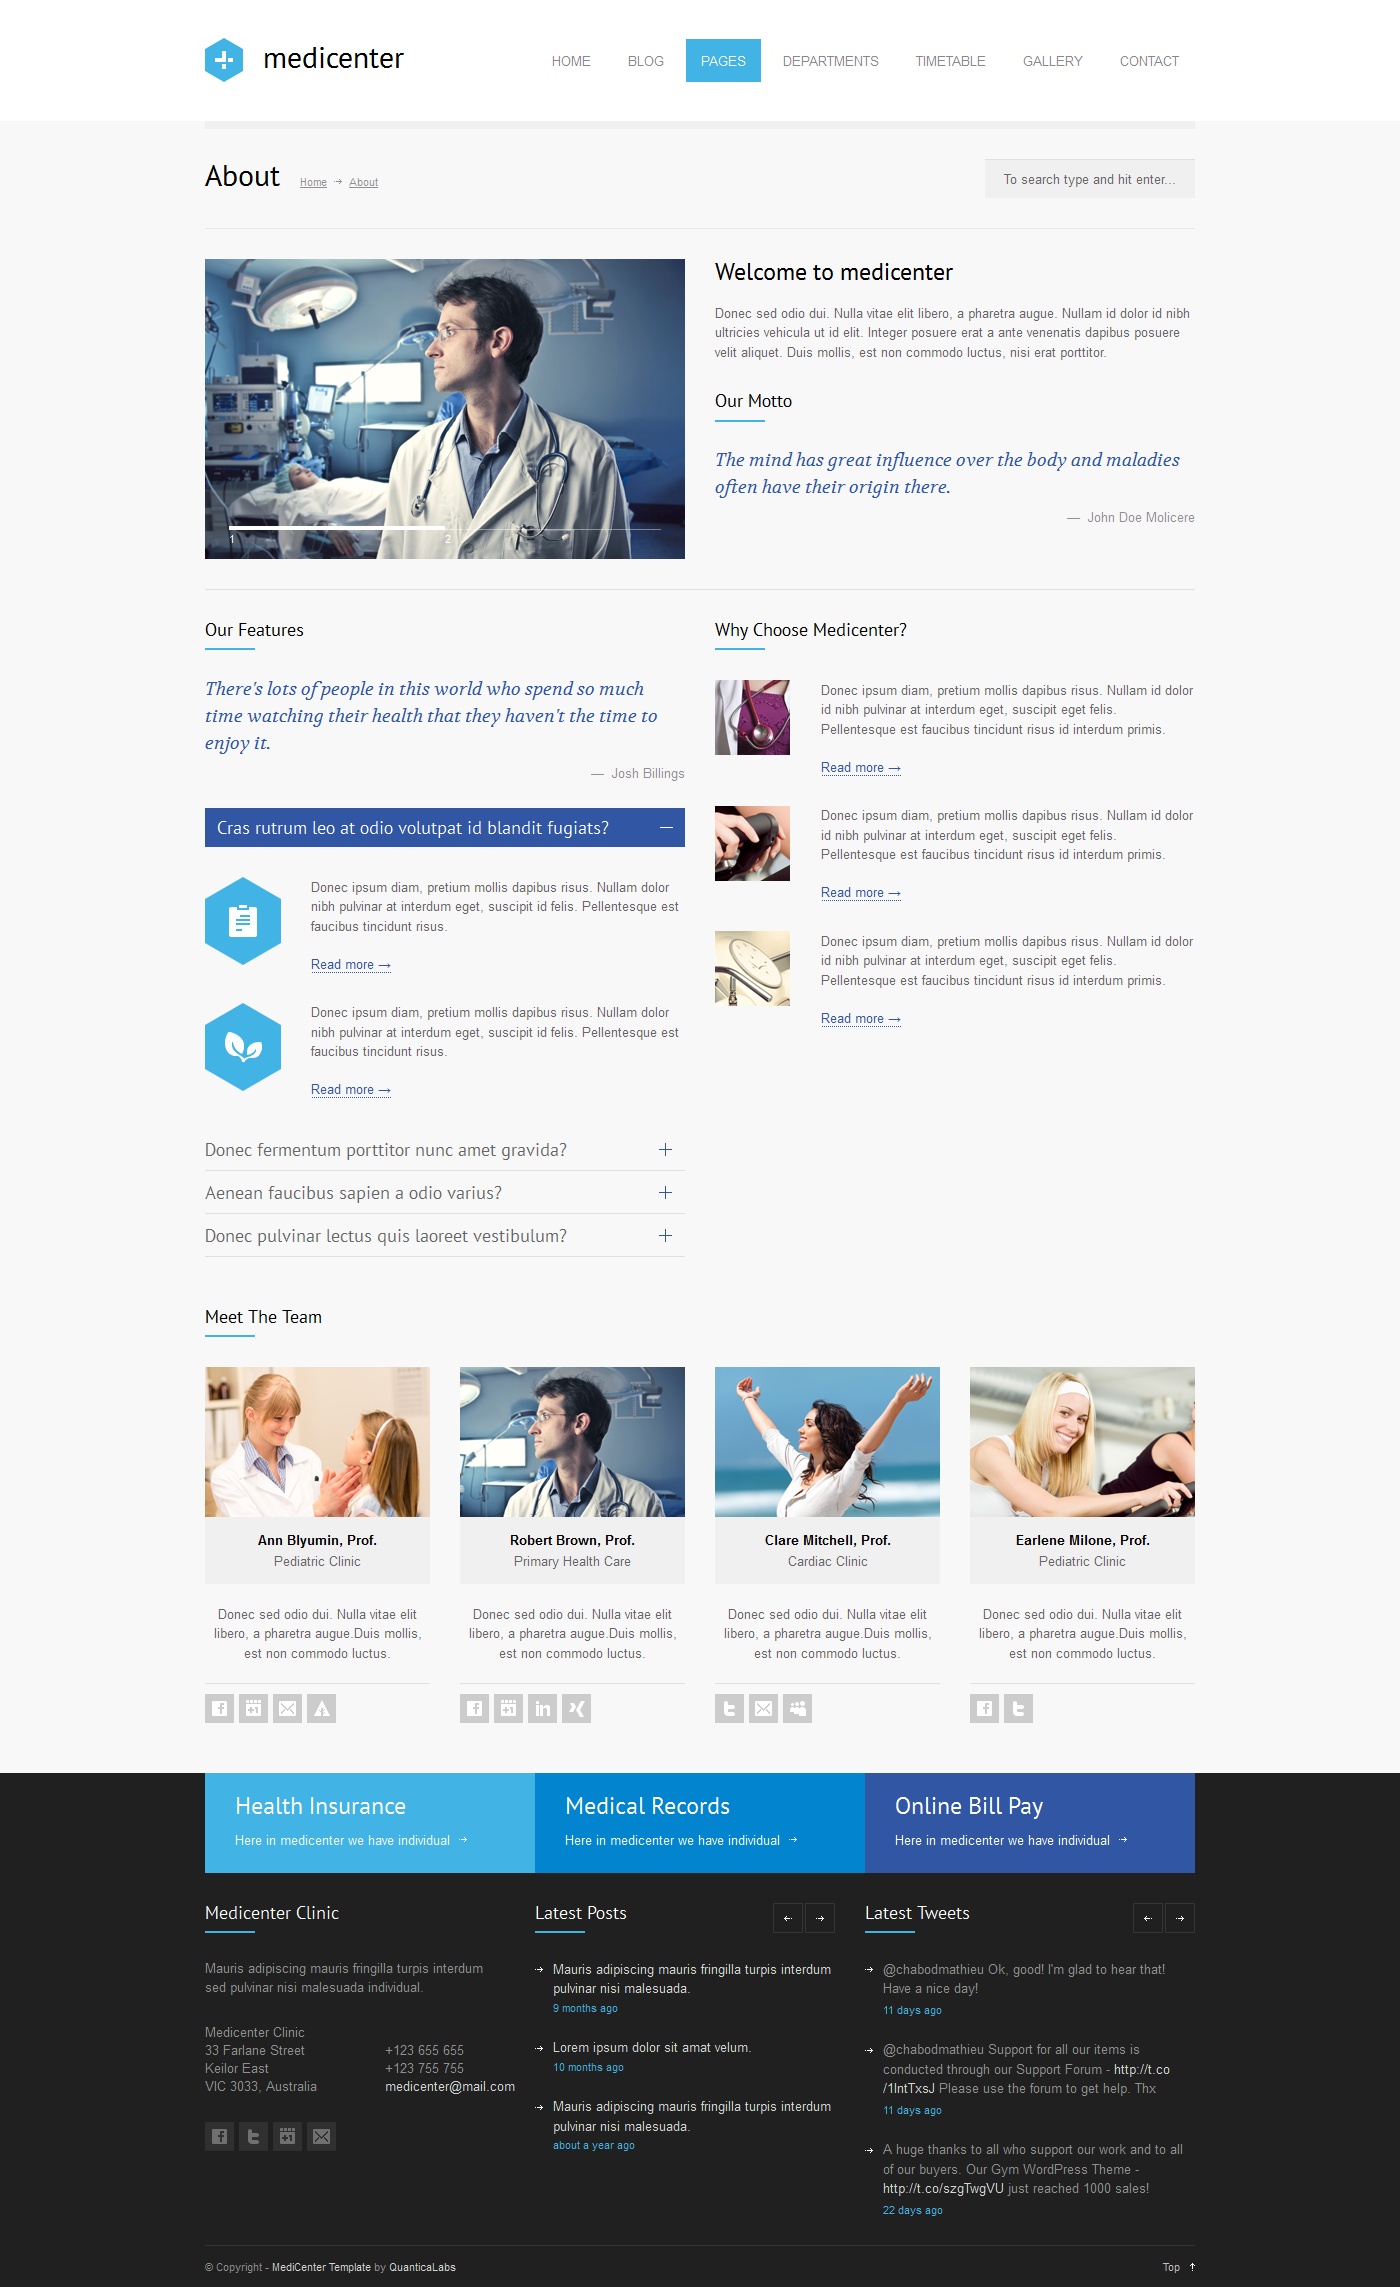 medicenter
HOME BLOG PAGES DEPARTMENTS TIMETABLE GALLERY CONTACT
About
Home → About
To search type and hit enter...
1 2
Welcome to medicenter
Donec sed odio dui. Nulla vitae elit libero, a pharetra augue. Nullam id dolor id nibh
ultricies vehicula ut id elit. Integer posuere erat a ante venenatis dapibus posuere
velit aliquet. Duis mollis, est non commodo luctus, nisi erat porttitor.
Our Motto
The mind has great influence over the body and maladies
often have their origin there.
— John Doe Molicere
Our Features
There's lots of people in this world who spend so much
time watching their health that they haven't the time to
enjoy it.
— Josh Billings
Cras rutrum leo at odio volutpat id blandit fugiats?
Donec ipsum diam, pretium mollis dapibus risus. Nullam dolor
nibh pulvinar at interdum eget, suscipit id felis. Pellentesque est
faucibus tincidunt risus.
Read more →
Donec ipsum diam, pretium mollis dapibus risus. Nullam dolor
nibh pulvinar at interdum eget, suscipit id felis. Pellentesque est
faucibus tincidunt risus.
Read more →
Donec fermentum porttitor nunc amet gravida?
Aenean faucibus sapien a odio varius?
Donec pulvinar lectus quis laoreet vestibulum?
Why Choose Medicenter?
Donec ipsum diam, pretium mollis dapibus risus. Nullam id dolor
id nibh pulvinar at interdum eget, suscipit eget felis.
Pellentesque est faucibus tincidunt risus id interdum primis.
Read more →
Donec ipsum diam, pretium mollis dapibus risus. Nullam id dolor
id nibh pulvinar at interdum eget, suscipit eget felis.
Pellentesque est faucibus tincidunt risus id interdum primis.
Read more →
Donec ipsum diam, pretium mollis dapibus risus. Nullam id dolor
id nibh pulvinar at interdum eget, suscipit eget felis.
Pellentesque est faucibus tincidunt risus id interdum primis.
Read more →
Meet The Team
Ann Blyumin, Prof.
Pediatric Clinic
Donec sed odio dui. Nulla vitae elit
libero, a pharetra augue.Duis mollis,
est non commodo luctus.
Robert Brown, Prof.
Primary Health Care
Donec sed odio dui. Nulla vitae elit
libero, a pharetra augue.Duis mollis,
est non commodo luctus.
Clare Mitchell, Prof.
Cardiac Clinic
Donec sed odio dui. Nulla vitae elit
libero, a pharetra augue.Duis mollis,
est non commodo luctus.
Earlene Milone, Prof.
Pediatric Clinic
Donec sed odio dui. Nulla vitae elit
libero, a pharetra augue.Duis mollis,
est non commodo luctus.
Health Insurance
Here in medicenter we have individual →
Medical Records
Here in medicenter we have individual →
Online Bill Pay
Here in medicenter we have individual →
Medicenter Clinic
Mauris adipiscing mauris fringilla turpis interdum
sed pulvinar nisi malesuada individual.
Medicenter Clinic
33 Farlane Street +123 655 655
Keilor East +123 755 755
VIC 3033, Australia medicenter@mail.com
Latest Posts
Mauris adipiscing mauris fringilla turpis interdum
pulvinar nisi malesuada.
9 months ago
Lorem ipsum dolor sit amat velum.
10 months ago
Mauris adipiscing mauris fringilla turpis interdum
pulvinar nisi malesuada.
about a year ago
Latest Tweets
@chabodmathieu Ok, good! I'm glad to hear that!
Have a nice day!
11 days ago
@chabodmathieu Support for all our items is
conducted through our Support Forum - http://t.co
/1IntTxsJ Please use the forum to get help. Thx
11 days ago
A huge thanks to all who support our work and to all
of our buyers. Our Gym WordPress Theme -
http://t.co/szgTwgVU just reached 1000 sales!
22 days ago
© Copyright - MediCenter Template by QuanticaLabs
Top ↑